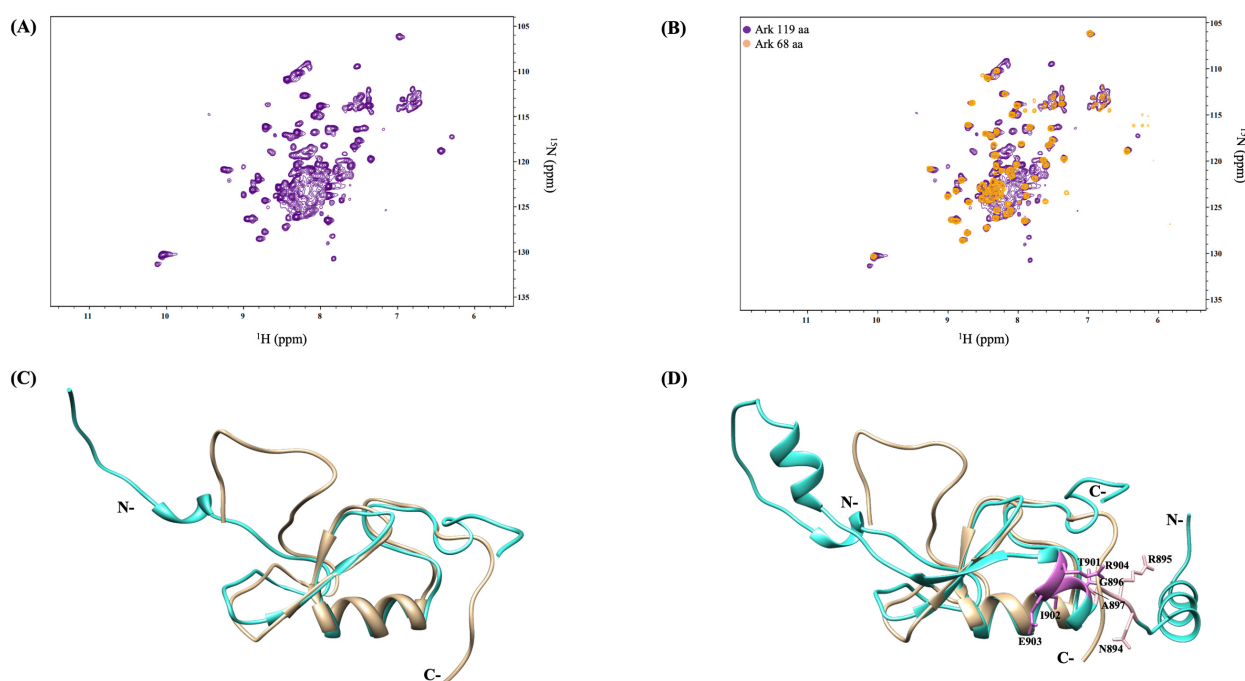 (A)
105
110
115
120
125
130
135
¹⁵N (ppm)
11 10 9 8 7 6
¹H (ppm)
(B)
Ark 119 aa
Ark 68 aa
105
110
115
120
125
130
135
¹⁵N (ppm)
11 10 9 8 7 6
¹H (ppm)
(C)
N-
C-
(D)
N-
C-
N-
T901
R904
R895
G896
A897
I902
E903
N894
C-